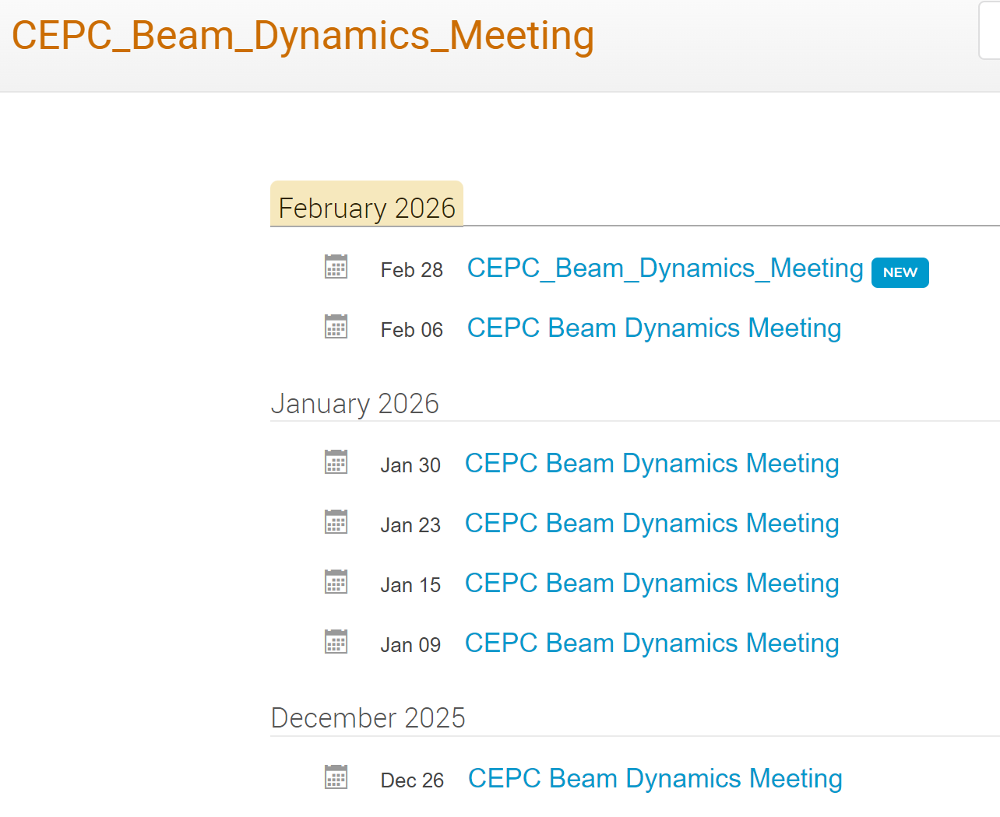 CEPC_Beam_Dynamics_Meeting
February 2026
Feb 28 CEPC_Beam_Dynamics_Meeting NEW
Feb 06 CEPC Beam Dynamics Meeting
January 2026
Jan 30 CEPC Beam Dynamics Meeting
Jan 23 CEPC Beam Dynamics Meeting
Jan 15 CEPC Beam Dynamics Meeting
Jan 09 CEPC Beam Dynamics Meeting
December 2025
Dec 26 CEPC Beam Dynamics Meeting